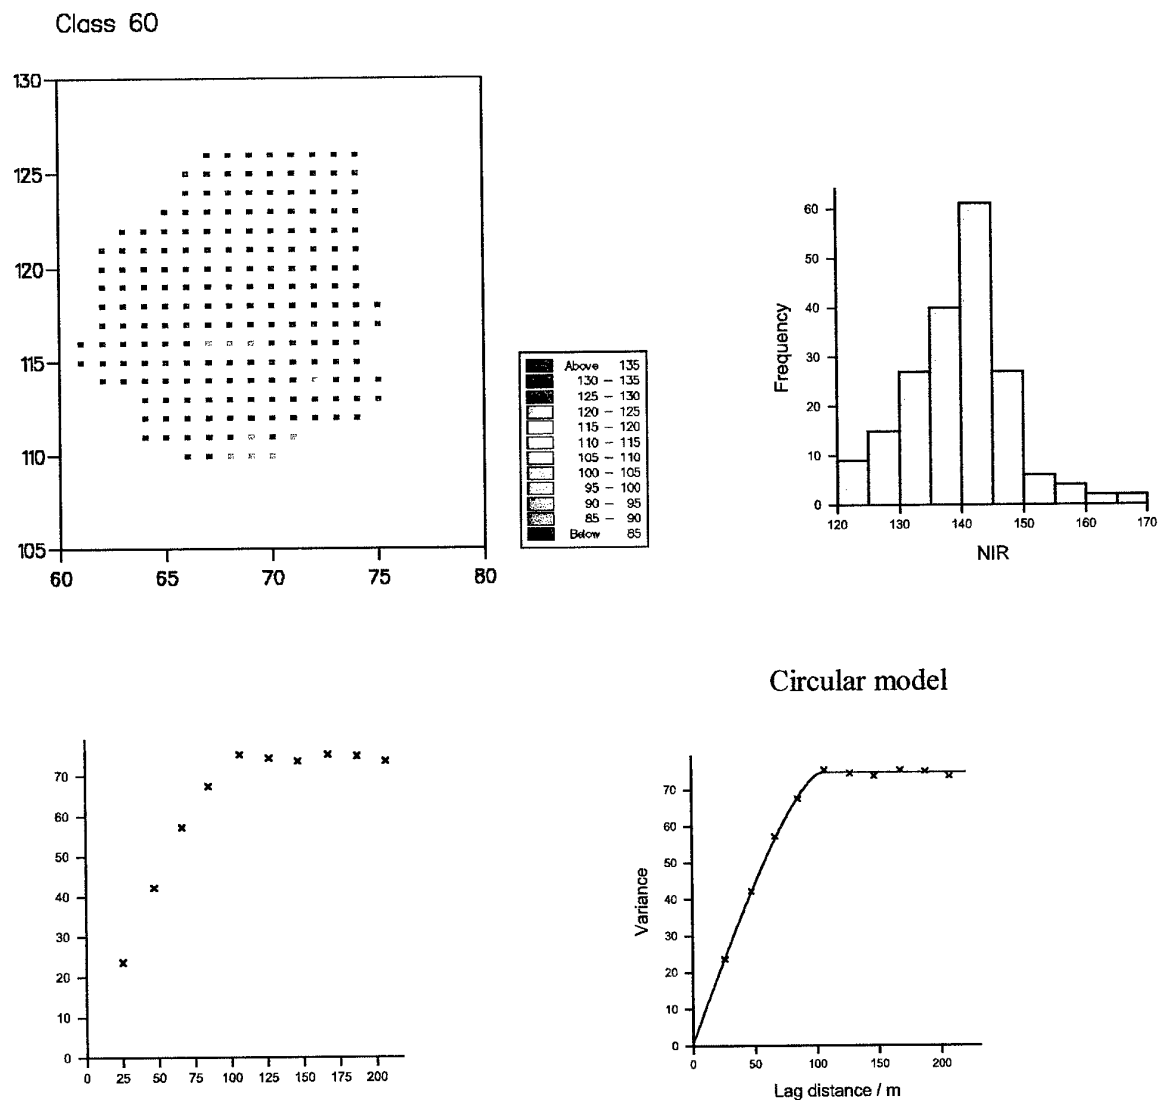 Class 60
130
125
120
115
110
105
60 65 70 75 80
Above 135
130 – 135
125 – 130
120 – 125
115 – 120
110 – 115
105 – 110
100 – 105
95 – 100
90 – 95
85 – 90
Below 85
Frequency
60
50
40
30
20
10
0
120 130 140 150 160 170
NIR
70
60
50
40
30
20
10
0
0 25 50 75 100 125 150 175 200
Circular model
Variance
70
60
50
40
30
20
10
0
0 50 100 150 200
Lag distance / m